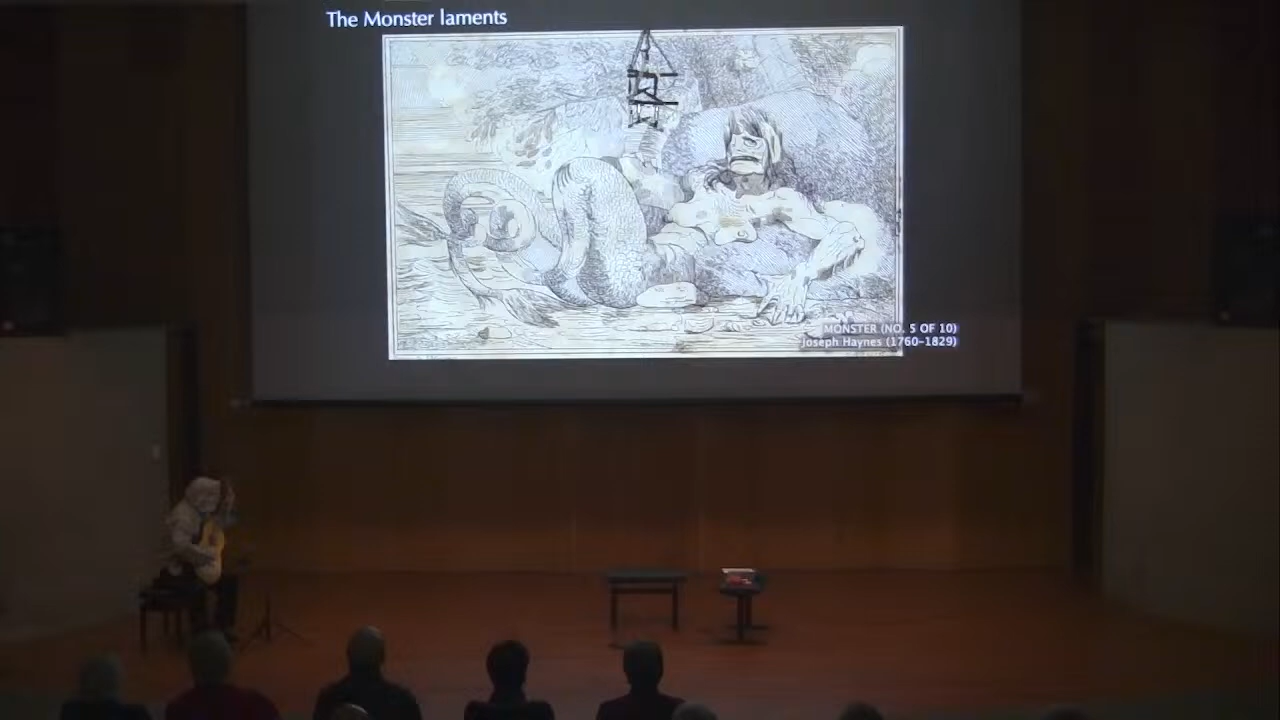 The Monster laments
MONSTER (NO. 5 OF 10)
Joseph Haynes (1760–1829)